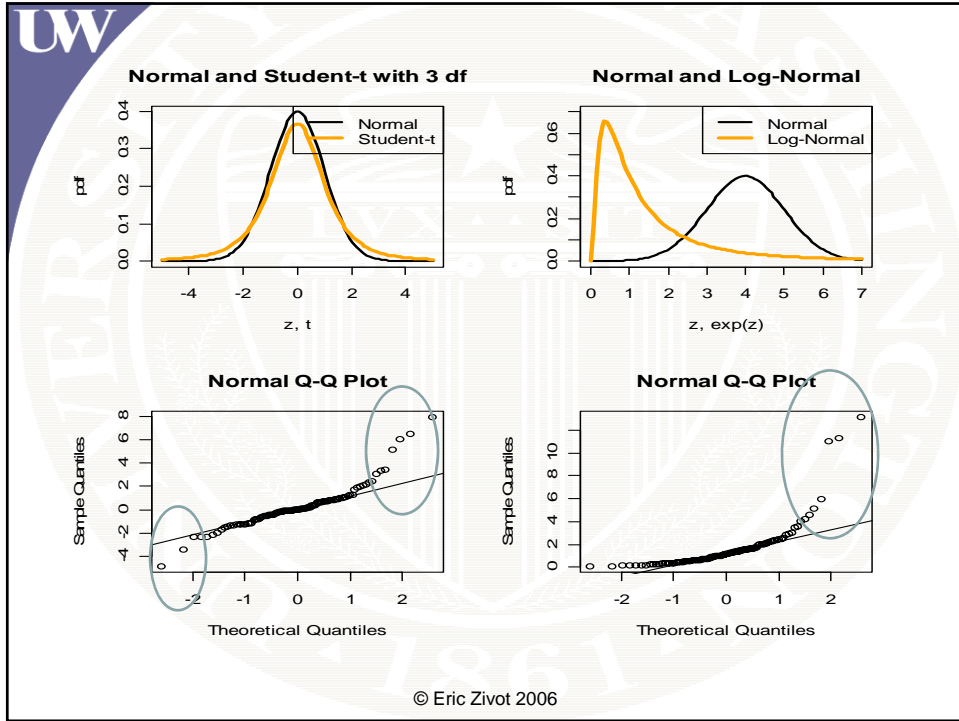 UW
Normal and Student-t with 3 df
Normal
Student-t
pdf
0.0 0.1 0.2 0.3 0.4
-4 -2 0 2 4
z, t
Normal and Log-Normal
Normal
Log-Normal
pdf
0.0 0.2 0.4 0.6
0 1 2 3 4 5 6 7
z, exp(z)
Normal Q-Q Plot
Sample Quantiles
-4 -2 0 2 4 6 8
-2 -1 0 1 2
Theoretical Quantiles
Normal Q-Q Plot
Sample Quantiles
0 2 4 6 8 10
-2 -1 0 1 2
Theoretical Quantiles
1861
© Eric Zivot 2006